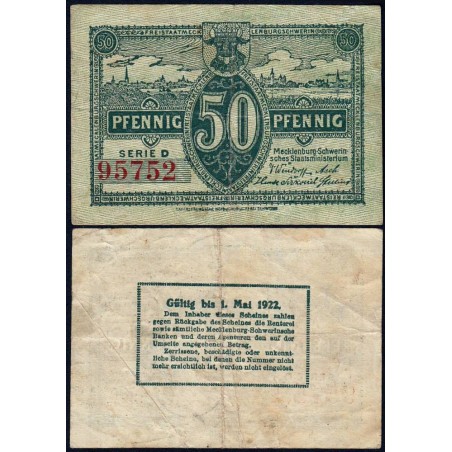 50 FREISTAAT MECK LENBURG SCHWERIN 50
PFENNIG 50 PFENNIG
SERIE D
95752
Mecklenburg-Schwerin-
sches Staatsministerium
Gültig bis 1. Mai 1922.
Dem Inhaber dieses Scheines zahlen
gegen Rückgabe des Scheines die Renterei
sowie sämtliche Mecklenburg-Schwerinsche
Banken und deren Agenturen den auf der
Umseite angegebenen Betrag.
Zerrissene, beschädigte oder unkennt-
liche Scheine, bei denen die Nummer nicht
mehr ersichtlich ist, werden nicht eingelöst.